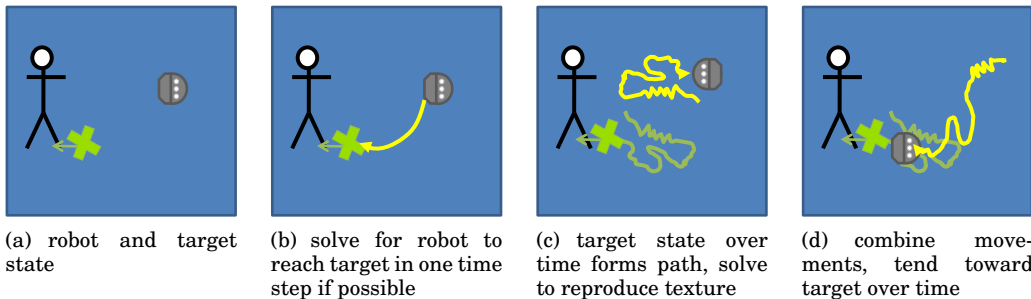 (a) robot and target
state
(b) solve for robot to
reach target in one time
step if possible
(c) target state over
time forms path, solve
to reproduce texture
(d) combine move-
ments, tend toward
target over time